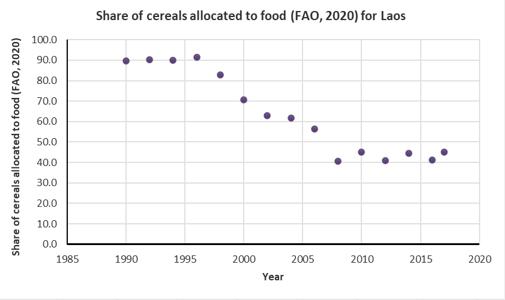 Share of cereals allocated to food (FAO, 2020) for Laos
Share of cereals allocated to food (FAO, 2020)
100.0
90.0
80.0
70.0
60.0
50.0
40.0
30.0
20.0
10.0
0.0
1985 1990 1995 2000 2005 2010 2015 2020
Year